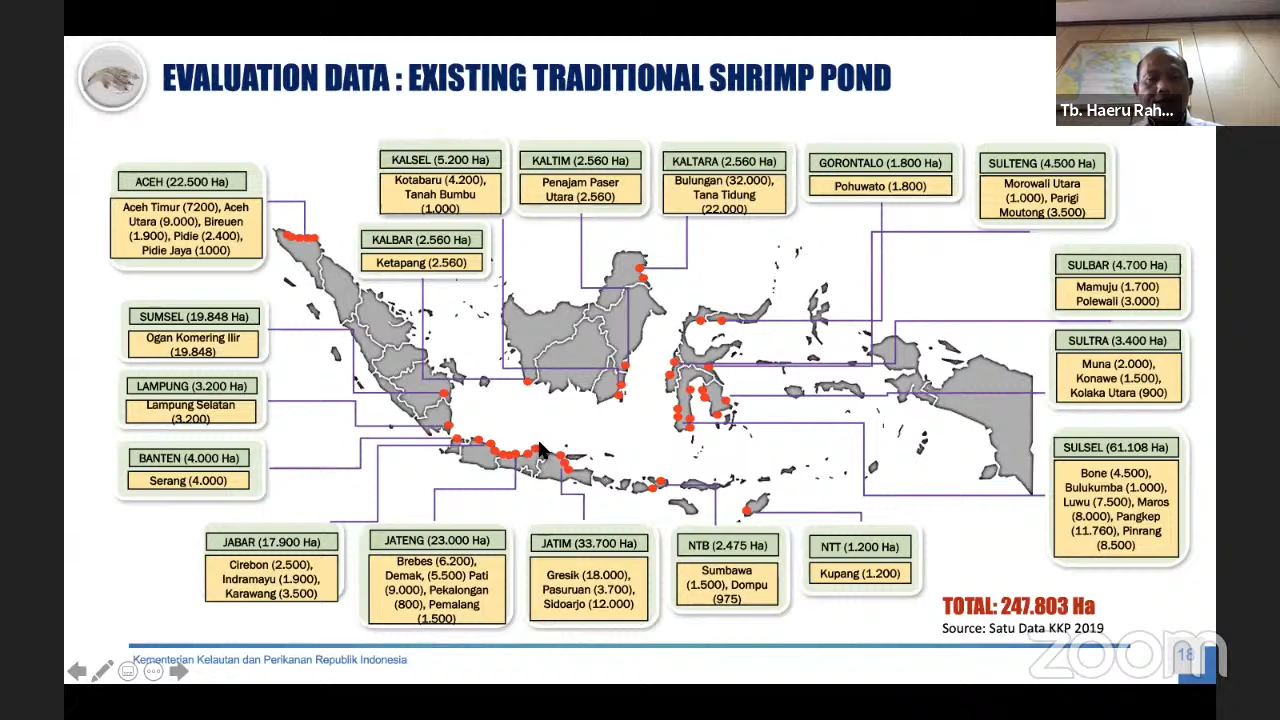 EVALUATION DATA : EXISTING TRADITIONAL SHRIMP POND
Tb. Haeru Rah...
ACEH (22.500 Ha)
Aceh Timur (7200), Aceh
Utara (9.000), Bireuen
(1.900), Pidie (2.400),
Pidie Jaya (1000)
KALSEL (5.200 Ha)
Kotabaru (4.200),
Tanah Bumbu
(1.000)
KALTIM (2.560 Ha)
Penajam Paser
Utara (2.560)
KALTARA (2.560 Ha)
Bulungan (32.000),
Tana Tidung
(22.000)
GORONTALO (1.800 Ha)
Pohuwato (1.800)
SULTENG (4.500 Ha)
Morowali Utara
(1.000), Parigi
Moutong (3.500)
KALBAR (2.560 Ha)
Ketapang (2.560)
SULBAR (4.700 Ha)
Mamuju (1.700)
Polewali (3.000)
SUMSEL (19.848 Ha)
Ogan Komering Ilir
(19.848)
SULTRA (3.400 Ha)
Muna (2.000),
Konawe (1.500),
Kolaka Utara (900)
LAMPUNG (3.200 Ha)
Lampung Selatan
(3.200)
BANTEN (4.000 Ha)
Serang (4.000)
SULSEL (61.108 Ha)
Bone (4.500),
Bulukumba (1.000),
Luwu (7.500), Maros
(8.000), Pangkep
(11.760), Pinrang
(8.500)
JABAR (17.900 Ha)
Cirebon (2.500),
Indramayu (1.900),
Karawang (3.500)
JATENG (23.000 Ha)
Brebes (6.200),
Demak, (5.500) Pati
(9.000), Pekalongan
(800), Pemalang
(1.500)
JATIM (33.700 Ha)
Gresik (18.000),
Pasuruan (3.700),
Sidoarjo (12.000)
NTB (2.475 Ha)
Sumbawa
(1.500), Dompu
(975)
NTT (1.200 Ha)
Kupang (1.200)
TOTAL: 247.803 Ha
Source: Satu Data KKP 2019
Kementerian Kelautan dan Perikanan Republik Indonesia
zoom
18